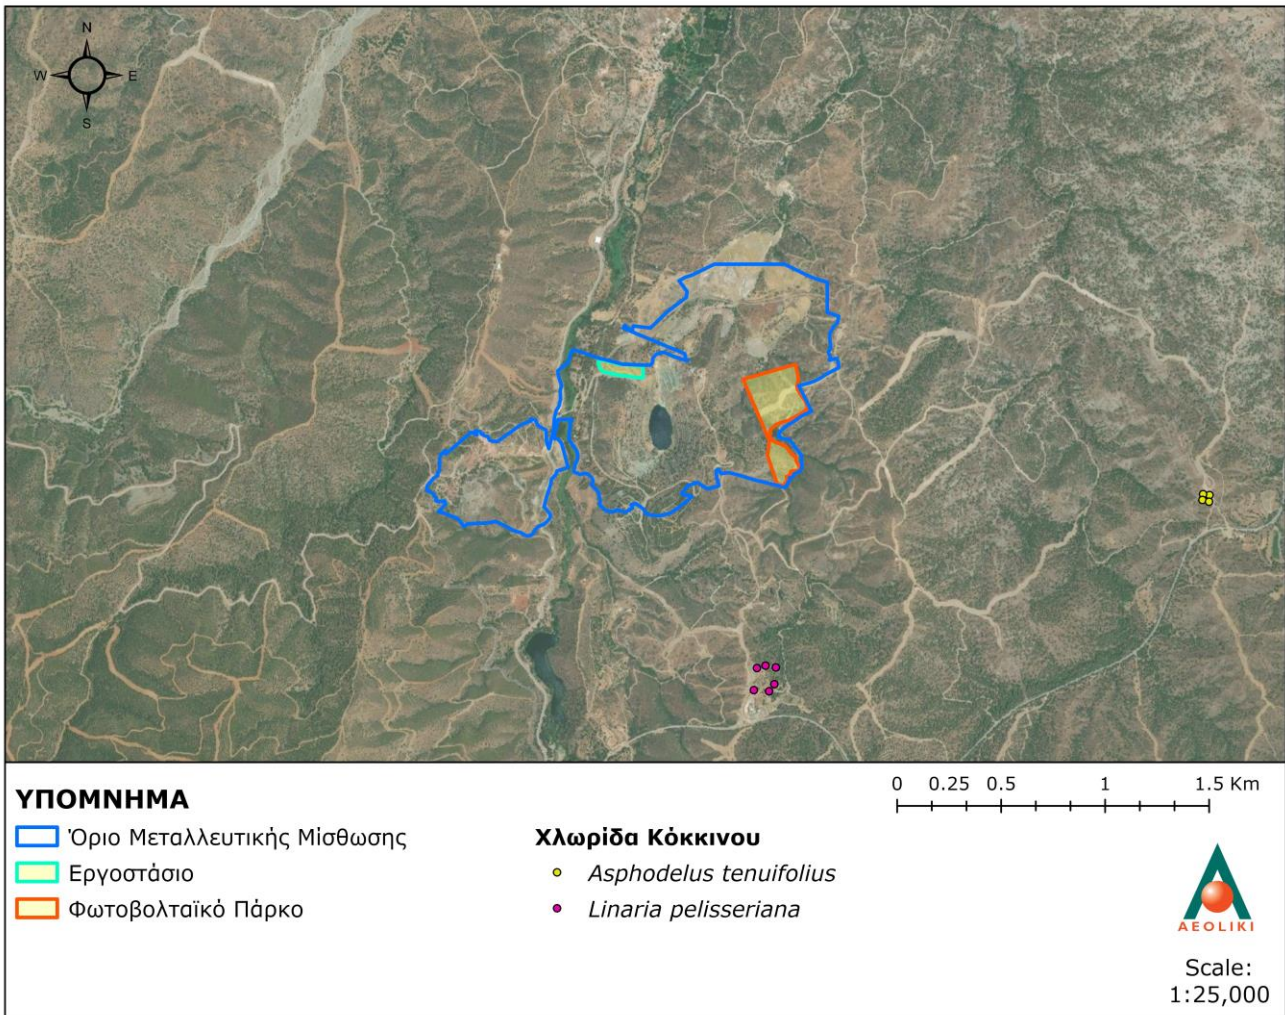 N
W E
S
ΥΠΟΜΝΗΜΑ
Όριο Μεταλλευτικής Μίσθωσης
Εργοστάσιο
Φωτοβολταϊκό Πάρκο
Χλωρίδα Κόκκινου
Asphodelus tenuifolius
Linaria pelisseriana
0 0.25 0.5 1 1.5 Km
AEOLIKI
Scale:
1:25,000